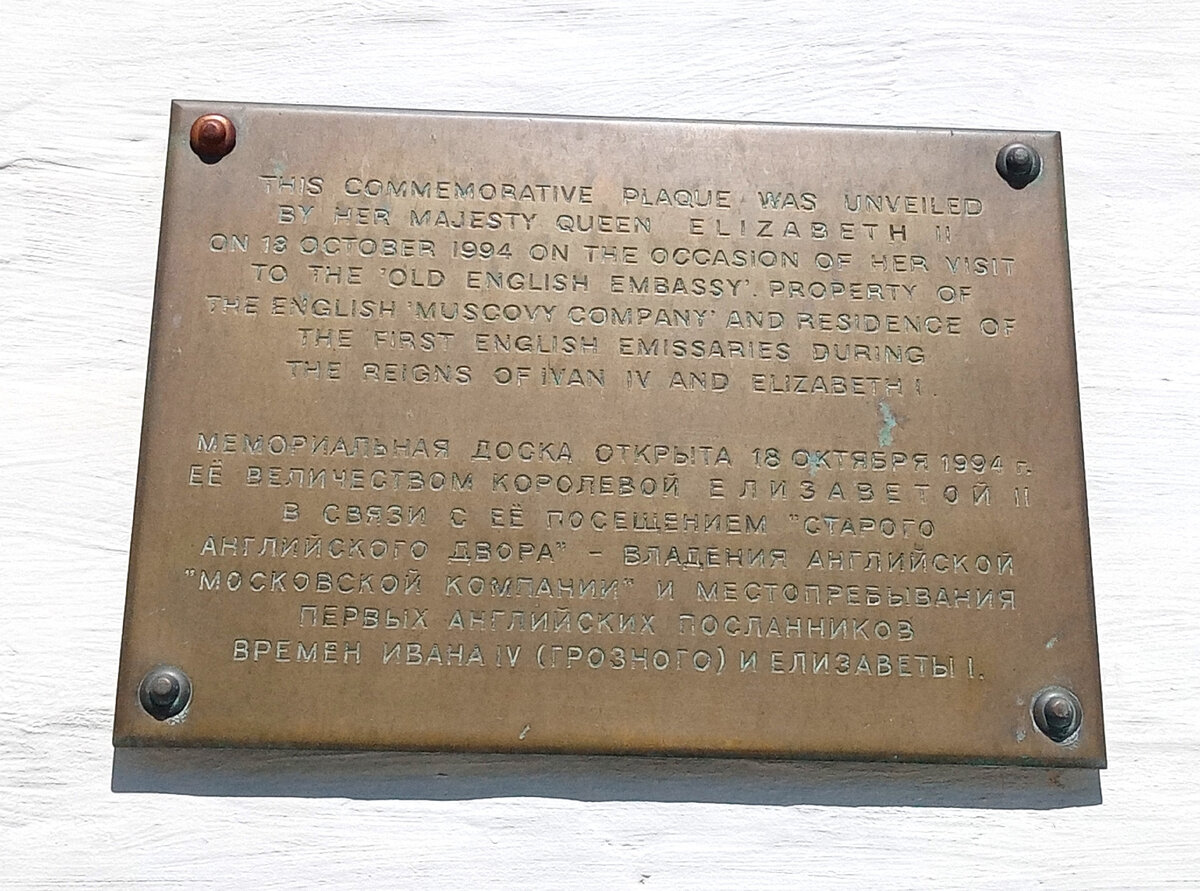 THIS COMMEMORATIVE PLAQUE WAS UNVEILED
BY HER MAJESTY QUEEN ELIZABETH II
ON 18 OCTOBER 1994 ON THE OCCASION OF HER VISIT
TO THE 'OLD ENGLISH EMBASSY'. PROPERTY OF
THE ENGLISH 'MUSCOVY COMPANY' AND RESIDENCE OF
THE FIRST ENGLISH EMISSARIES DURING
THE REIGNS OF IVAN IV AND ELIZABETH I.
МЕМОРИАЛЬНАЯ ДОСКА ОТКРЫТА 18 ОКТЯБРЯ 1994 г.
ЕЁ ВЕЛИЧЕСТВОМ КОРОЛЕВОЙ ЕЛИЗАВЕТОЙ II
В СВЯЗИ С ЕЁ ПОСЕЩЕНИЕМ "СТАРОГО
АНГЛИЙСКОГО ДВОРА" – ВЛАДЕНИЯ АНГЛИЙСКОЙ
"МОСКОВСКОЙ КОМПАНИИ" И МЕСТОПРЕБЫВАНИЯ
ПЕРВЫХ АНГЛИЙСКИХ ПОСЛАННИКОВ
ВРЕМЕН ИВАНА IV (ГРОЗНОГО) И ЕЛИЗАВЕТЫ I.